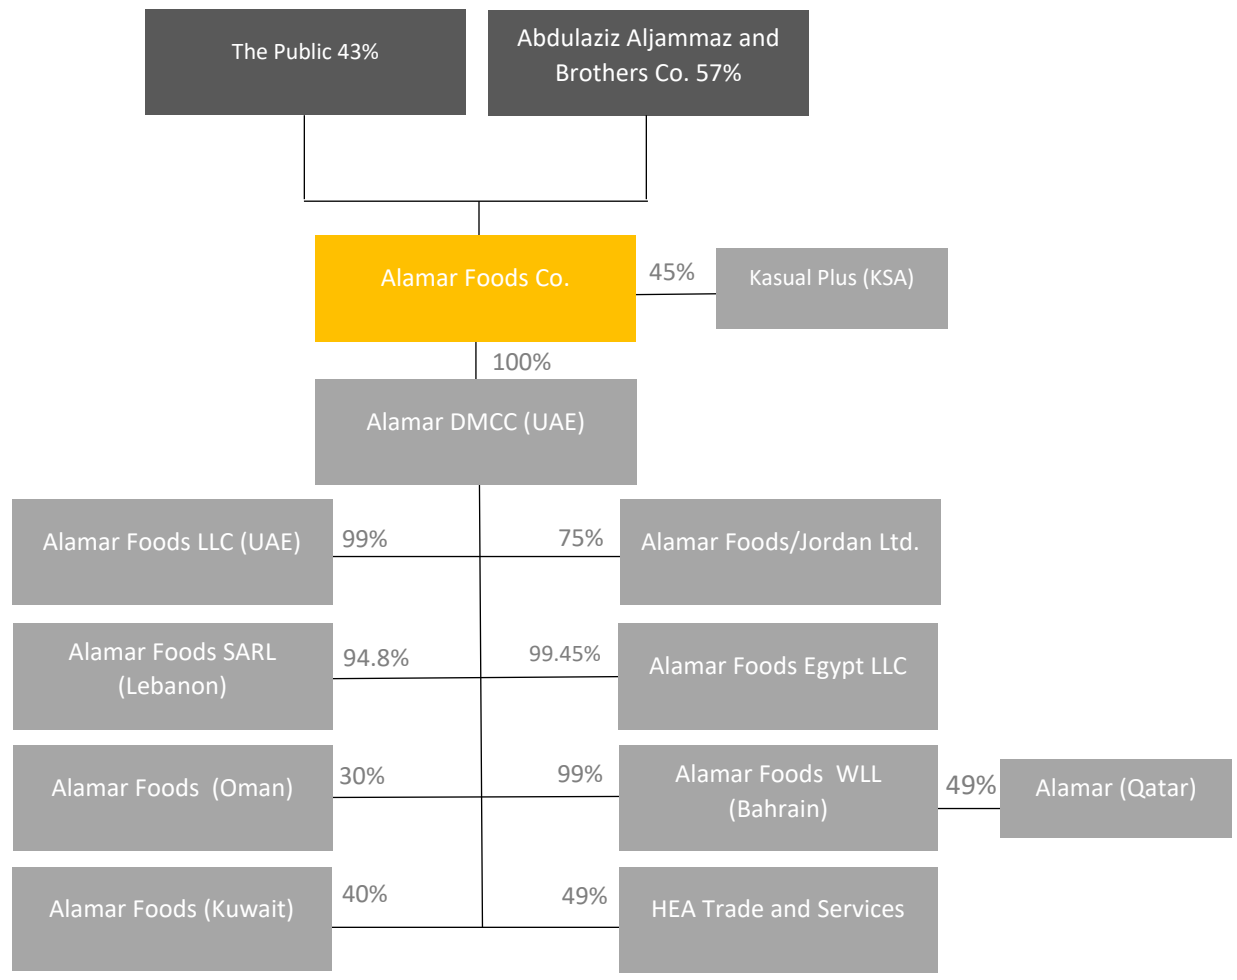 The Public 43%
Abdulaziz Aljammaz and
Brothers Co. 57%
Alamar Foods Co.
45%
Kasual Plus (KSA)
100%
Alamar DMCC (UAE)
Alamar Foods LLC (UAE)
99%
75%
Alamar Foods/Jordan Ltd.
Alamar Foods SARL
(Lebanon)
94.8%
99.45%
Alamar Foods Egypt LLC
Alamar Foods (Oman)
30%
99%
Alamar Foods WLL
(Bahrain)
49%
Alamar (Qatar)
Alamar Foods (Kuwait)
40%
49%
HEA Trade and Services